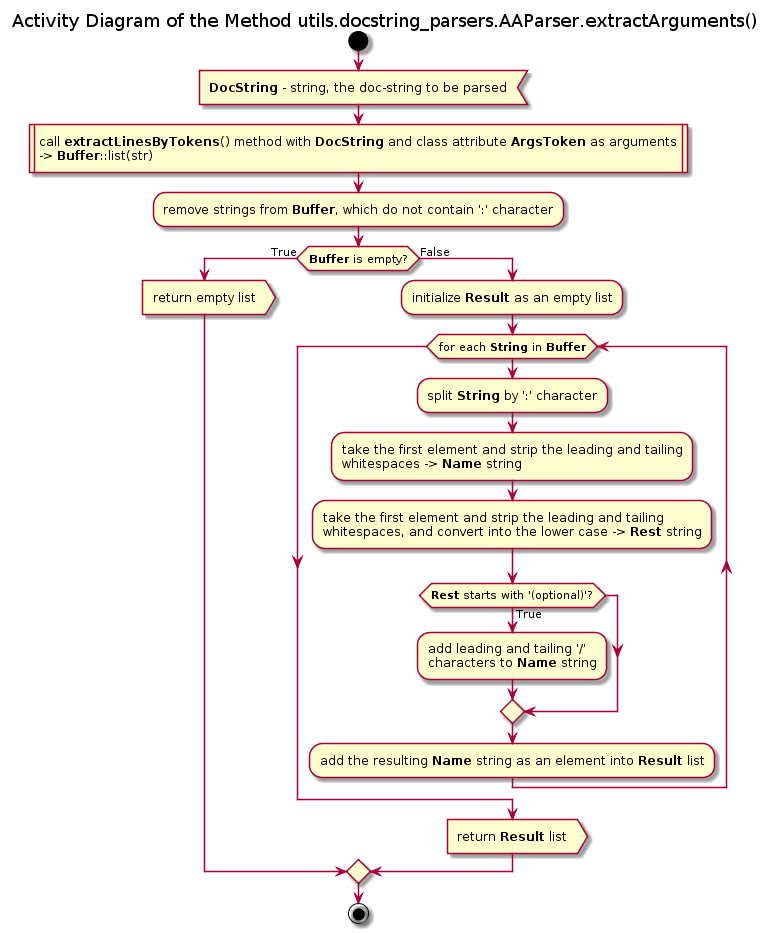 Activity Diagram of the Method utils.docstring_parsers.AAParser.extractArguments()
DocString - string, the doc-string to be parsed
call extractLinesByTokens() method with DocString and class attribute ArgsToken as arguments
-> Buffer::list(str)
remove strings from Buffer, which do not contain ':' character
True
Buffer is empty?
False
return empty list
initialize Result as an empty list
for each String in Buffer
split String by ':' character
take the first element and strip the leading and tailing
whitespaces -> Name string
take the first element and strip the leading and tailing
whitespaces, and convert into the lower case -> Rest string
Rest starts with '(optional)'?
True
add leading and tailing '/'
characters to Name string
add the resulting Name string as an element into Result list
return Result list